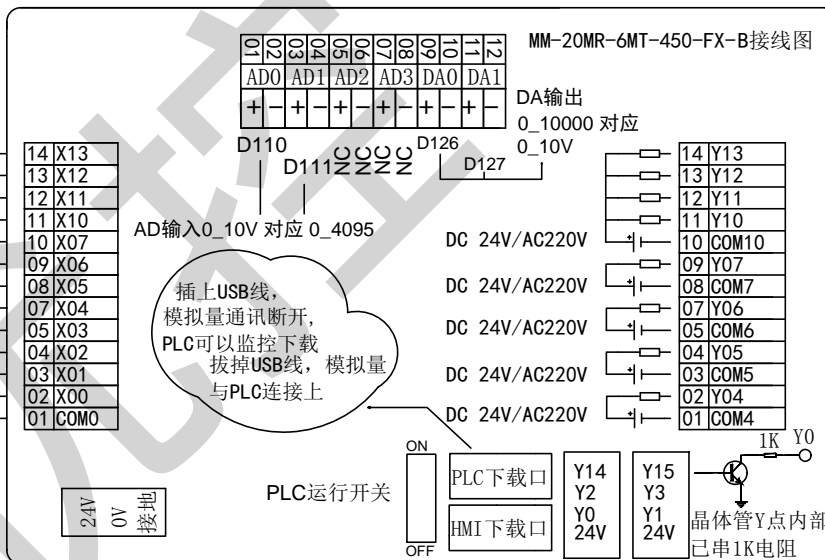 MM-20MR-6MT-450-FX-B接线图
01 02 03 04 05 06 07 08 09 10 11 12
AD0 AD1 AD2 AD3 DA0 DA1
+ - + - + - + - + - + -
DA输出
0_10000 对应
0_10V
D110 D111 NC NC NC NC D126 D127
AD输入0_10V 对应 0_4095
14 X13
13 X12
12 X11
11 X10
10 X07
09 X06
08 X05
07 X04
05 X03
04 X02
03 X01
02 X00
01 COM0
插上USB线,
模拟量通讯断开,
PLC可以监控下载
拔掉USB线, 模拟量
与PLC连接上
14 Y13
13 Y12
12 Y11
11 Y10
DC 24V/AC220V 10 COM10
09 Y07
DC 24V/AC220V 08 COM7
07 Y06
DC 24V/AC220V 05 COM6
04 Y05
DC 24V/AC220V 03 COM5
02 Y04
DC 24V/AC220V 01 COM4
24V
0V
接地
PLC运行开关
ON
OFF
PLC下载口
HMI下载口
Y14
Y2
Y0
24V
Y15
Y3
Y1
24V
1K Y0
晶体管Y点内部
已串1K电阻